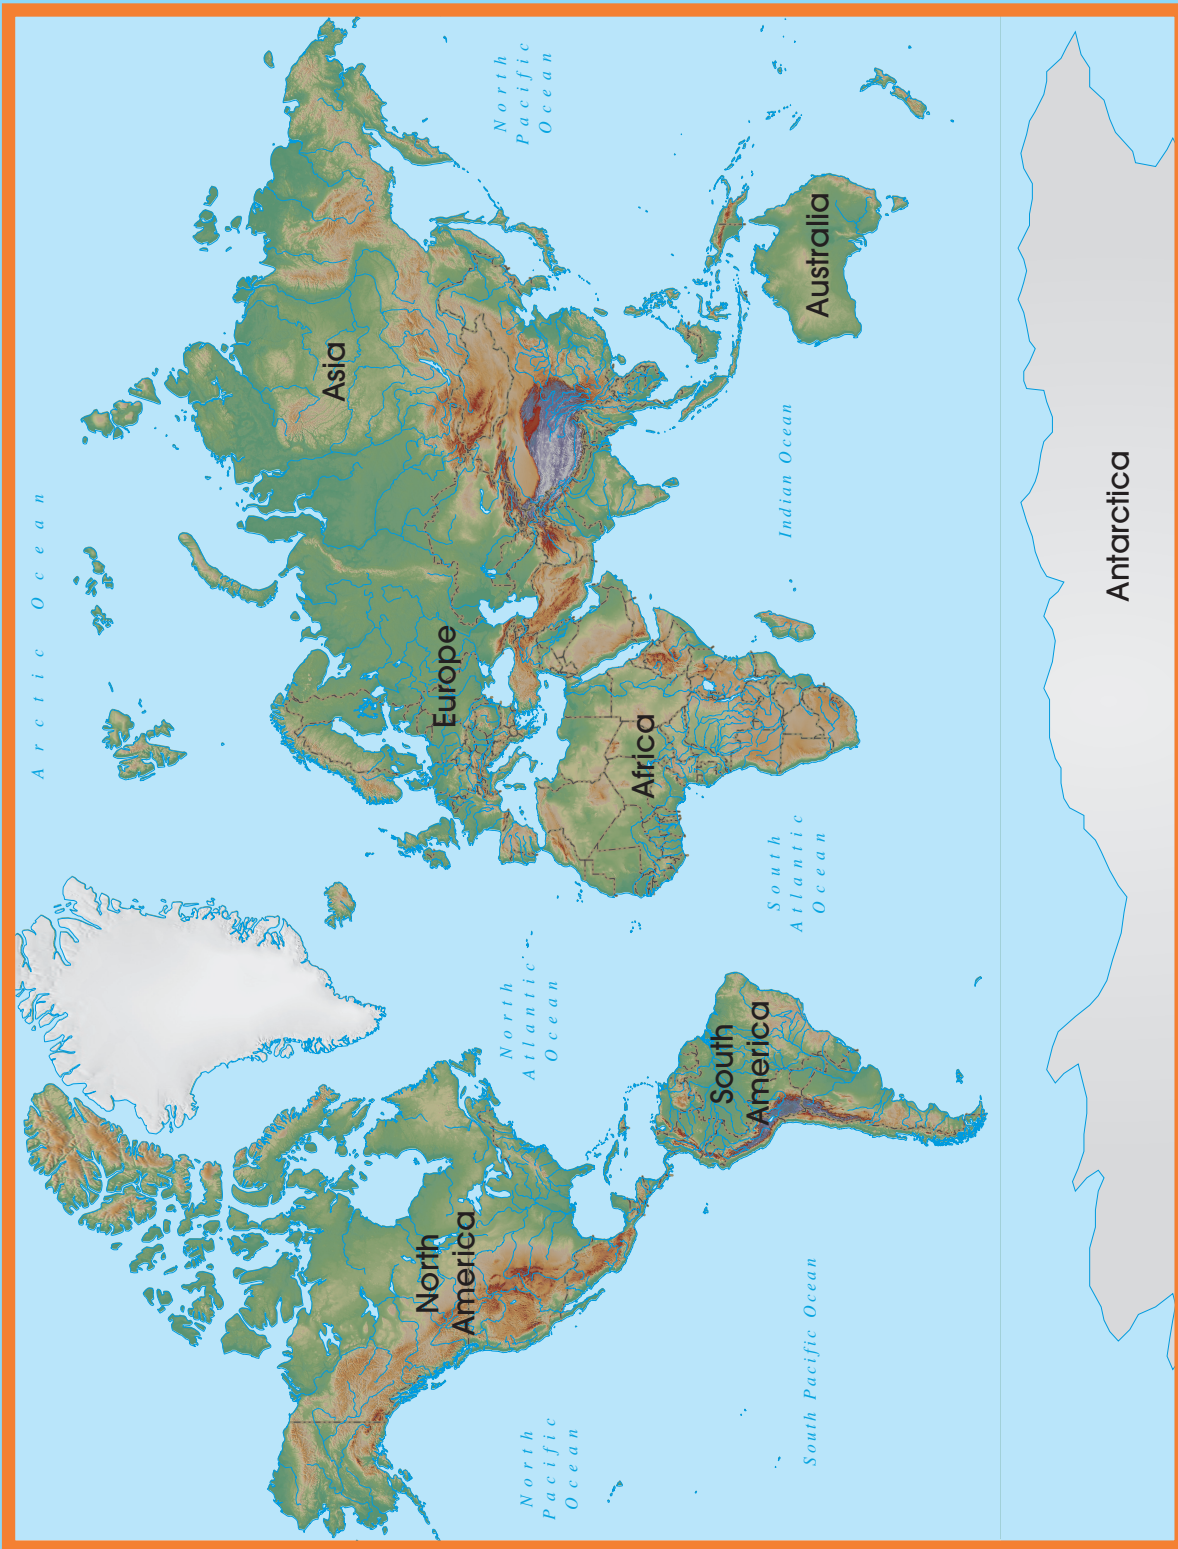 Arctic Ocean
North
Pacific
Ocean
Asia
Europe
North
America
North
Atlantic
Ocean
North
Pacific
Ocean
Africa
South
America
South
Atlantic
Ocean
Indian Ocean
Australia
South Pacific Ocean
Antarctica